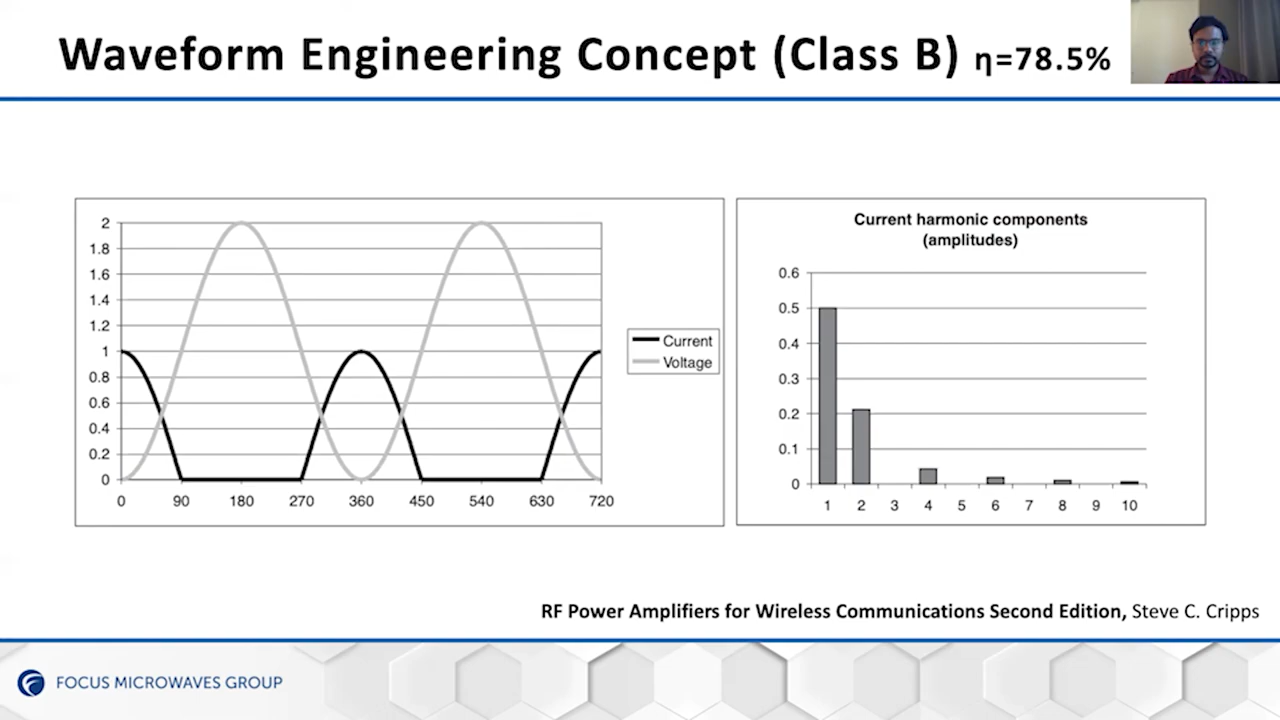 Waveform Engineering Concept (Class B) η=78.5%
2
1.8
1.6
1.4
1.2
1
0.8
0.6
0.4
0.2
0
0 90 180 270 360 450 540 630 720
Current
Voltage
Current harmonic components
(amplitudes)
0.6
0.5
0.4
0.3
0.2
0.1
0
1 2 3 4 5 6 7 8 9 10
RF Power Amplifiers for Wireless Communications Second Edition, Steve C. Cripps
FOCUS MICROWAVES GROUP